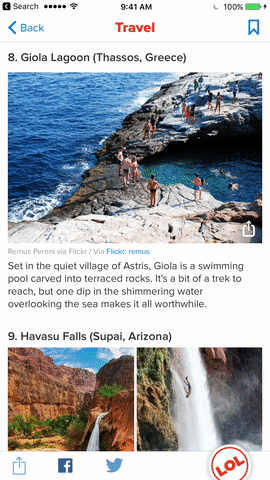 Search 9:41 AM 100%
Back Travel
8. Giola Lagoon (Thassos, Greece)
Remus Pereni via Flickr / Via Flickr: remus
Set in the quiet village of Astris, Giola is a swimming
pool carved into terraced rocks. It's a bit of a trek to
reach, but one dip in the shimmering water
overlooking the sea makes it all worthwhile.
9. Havasu Falls (Supai, Arizona)
LOL